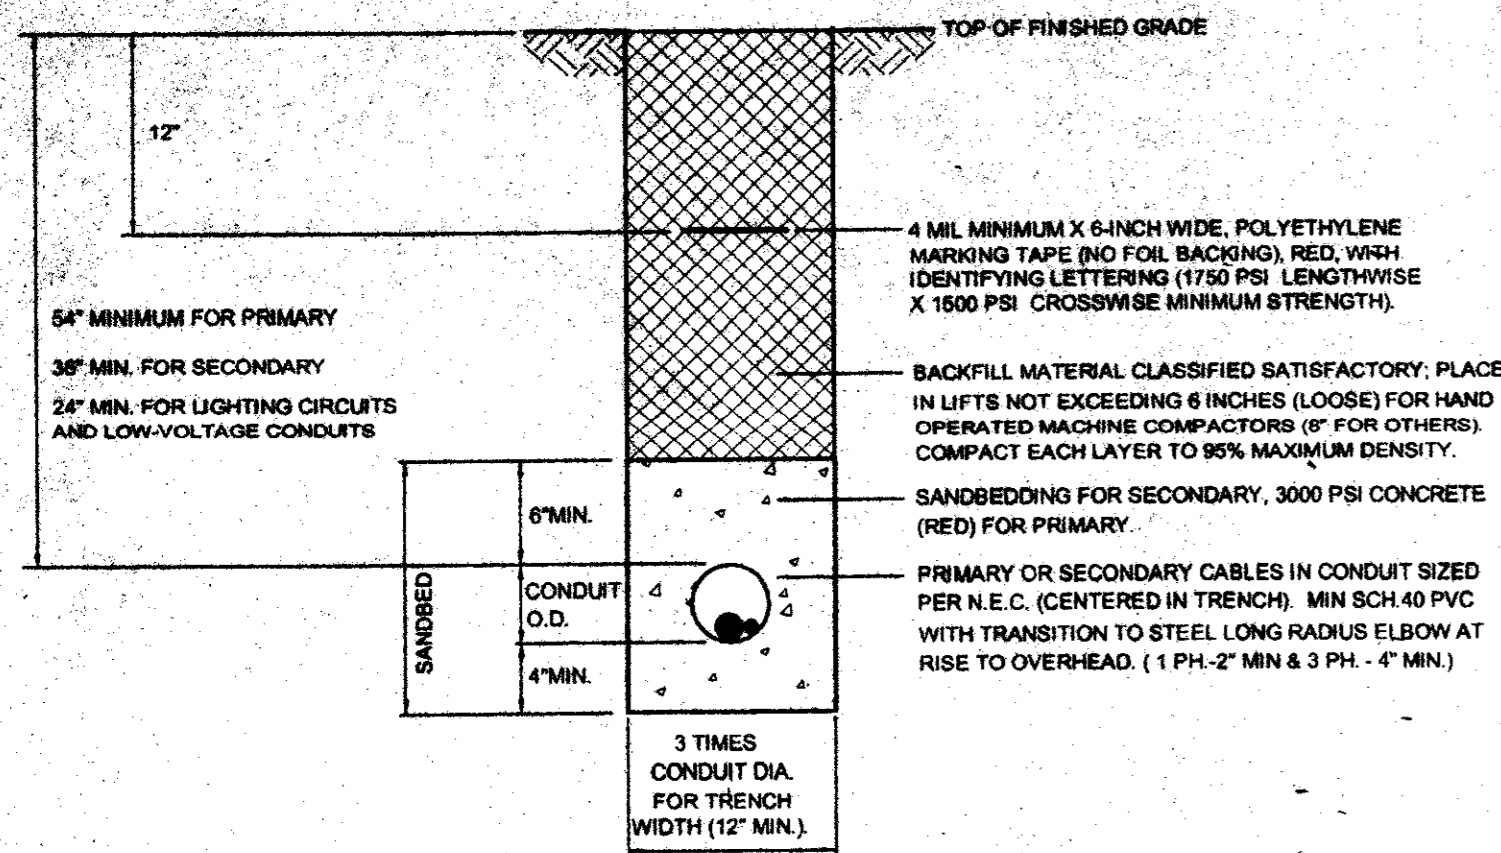 TOP OF FINISHED GRADE
12"
4 MIL MINIMUM X 6-INCH WIDE, POLYETHYLENE
MARKING TAPE (NO FOIL BACKING), RED, WITH
IDENTIFYING LETTERING (1750 PSI LENGTHWISE
X 1500 PSI CROSSWISE MINIMUM STRENGTH).
54" MINIMUM FOR PRIMARY
36" MIN. FOR SECONDARY
24" MIN. FOR LIGHTING CIRCUITS
AND LOW-VOLTAGE CONDUITS
BACKFILL MATERIAL CLASSIFIED SATISFACTORY; PLACE
IN LIFTS NOT EXCEEDING 6 INCHES (LOOSE) FOR HAND
OPERATED MACHINE COMPACTORS (8" FOR OTHERS).
COMPACT EACH LAYER TO 95% MAXIMUM DENSITY.
SANDBEDDING FOR SECONDARY, 3000 PSI CONCRETE
(RED) FOR PRIMARY.
6"MIN.
SANDBED
CONDUIT
O.D.
4"MIN.
PRIMARY OR SECONDARY CABLES IN CONDUIT SIZED
PER N.E.C. (CENTERED IN TRENCH). MIN SCH.40 PVC
WITH TRANSITION TO STEEL LONG RADIUS ELBOW AT
RISE TO OVERHEAD. ( 1 PH.-2" MIN & 3 PH. - 4" MIN.)
3 TIMES
CONDUIT DIA.
FOR TRENCH
WIDTH (12" MIN.).